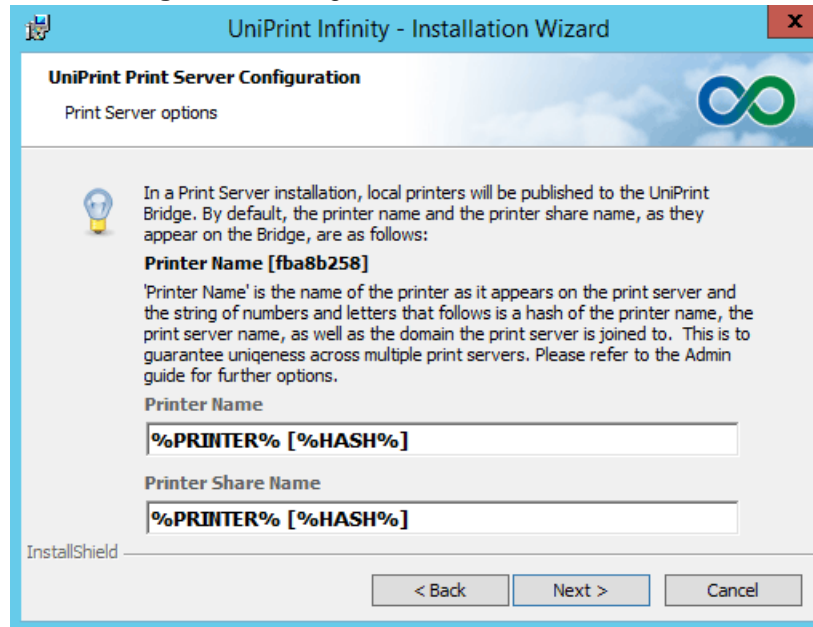 UniPrint Infinity - Installation Wizard
x
UniPrint Print Server Configuration
Print Server options
In a Print Server installation, local printers will be published to the UniPrint
Bridge. By default, the printer name and the printer share name, as they
appear on the Bridge, are as follows:
Printer Name [fba8b258]
'Printer Name' is the name of the printer as it appears on the print server and
the string of numbers and letters that follows is a hash of the printer name, the
print server name, as well as the domain the print server is joined to.  This is to
guarantee uniqeness across multiple print servers. Please refer to the Admin
guide for further options.
Printer Name
%PRINTER% [%HASH%]
Printer Share Name
%PRINTER% [%HASH%]
InstallShield
< Back
Next >
Cancel